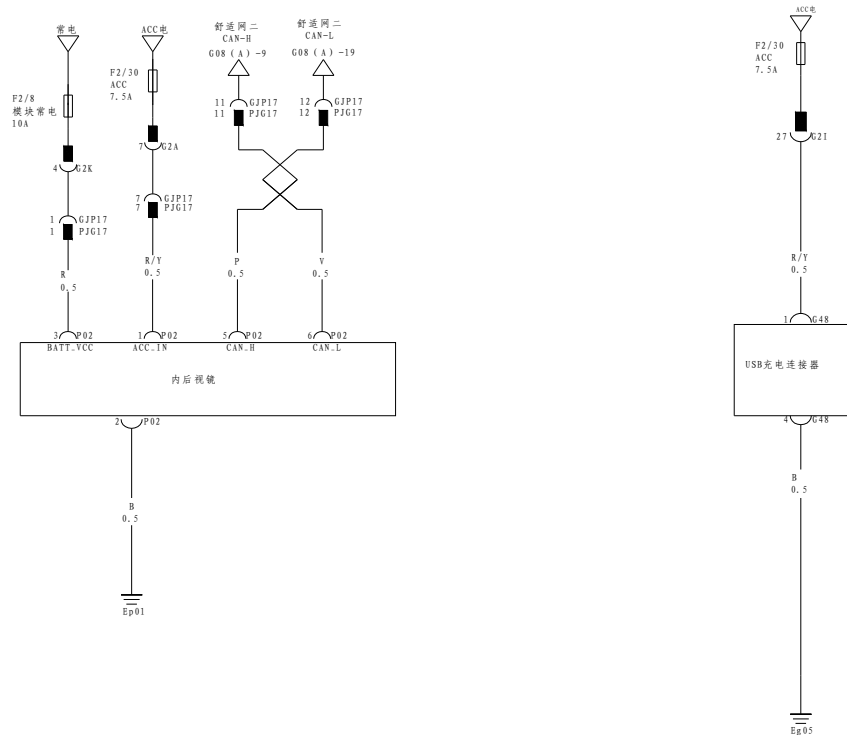 常电
F2/8
模块常电
10A
4 G2K
1 GJP17
1 PJG17
R
0.5
3 P02
BATT_VCC
ACC电
F2/30
ACC
7.5A
7 G2A
7 GJP17
7 PJG17
R/Y
0.5
1 P02
ACC_IN
舒适网二
CAN-H
G08(A)-9
11 GJP17
11 PJG17
P
0.5
5 P02
CAN_H
舒适网二
CAN-L
G08(A)-19
12 GJP17
12 PJG17
V
0.5
6 P02
CAN_L
内后视镜
2 P02
B
0.5
Ep01
ACC电
F2/30
ACC
7.5A
27 G2I
R/Y
0.5
1 G48
USB充电连接器
4 G48
B
0.5
Eg05